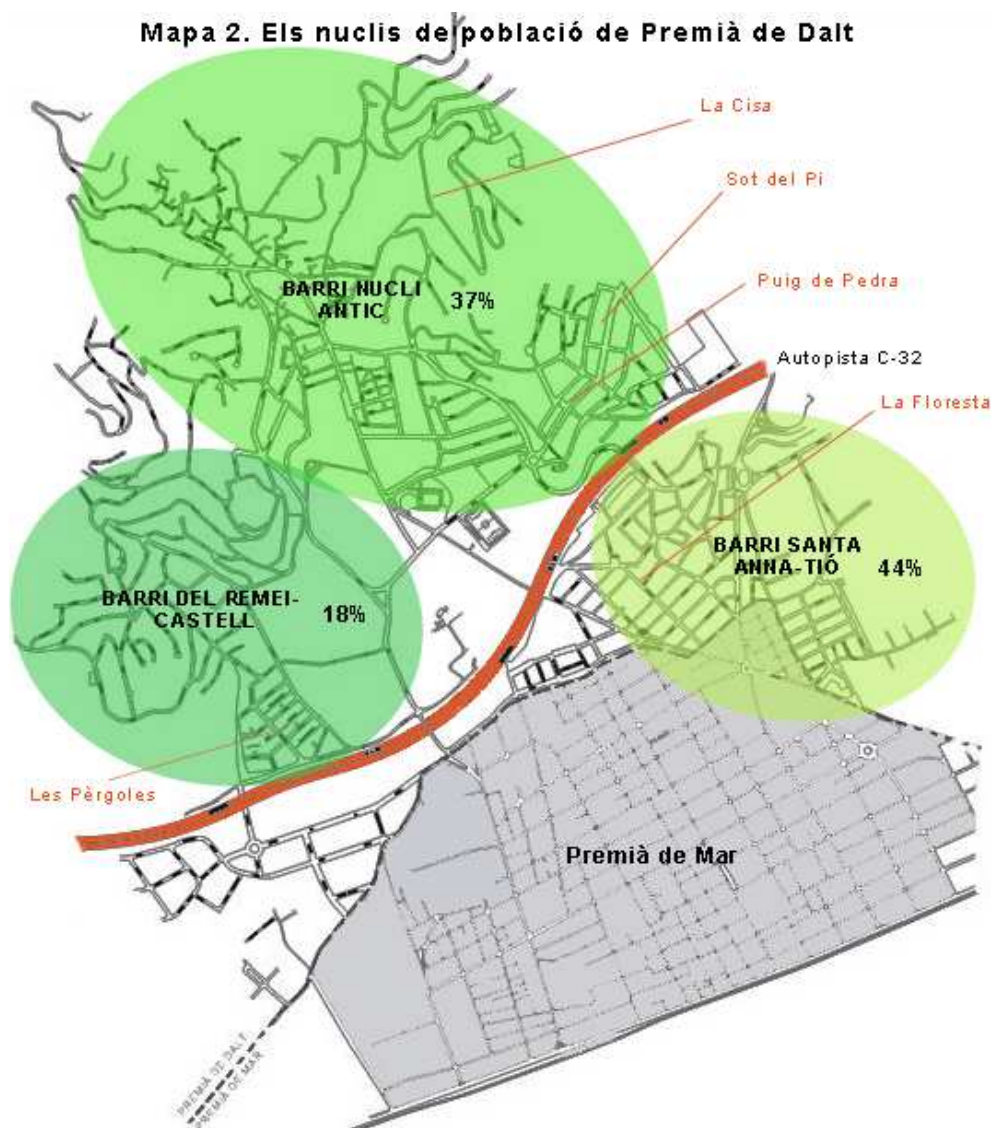 Mapa 2. Els nuclis de població de Premià de Dalt
La Cisa
Sot del Pi
Puig de Pedra
BARRI NUCLI
ANTIC
37%
Autopista C-32
La Floresta
BARRI SANTA
ANNA-TIÓ
44%
BARRI DEL REMEI-
CASTELL
18%
Les Pèrgoles
Premià de Mar
PREMIÀ DE DALT
PREMIÀ DE MAR